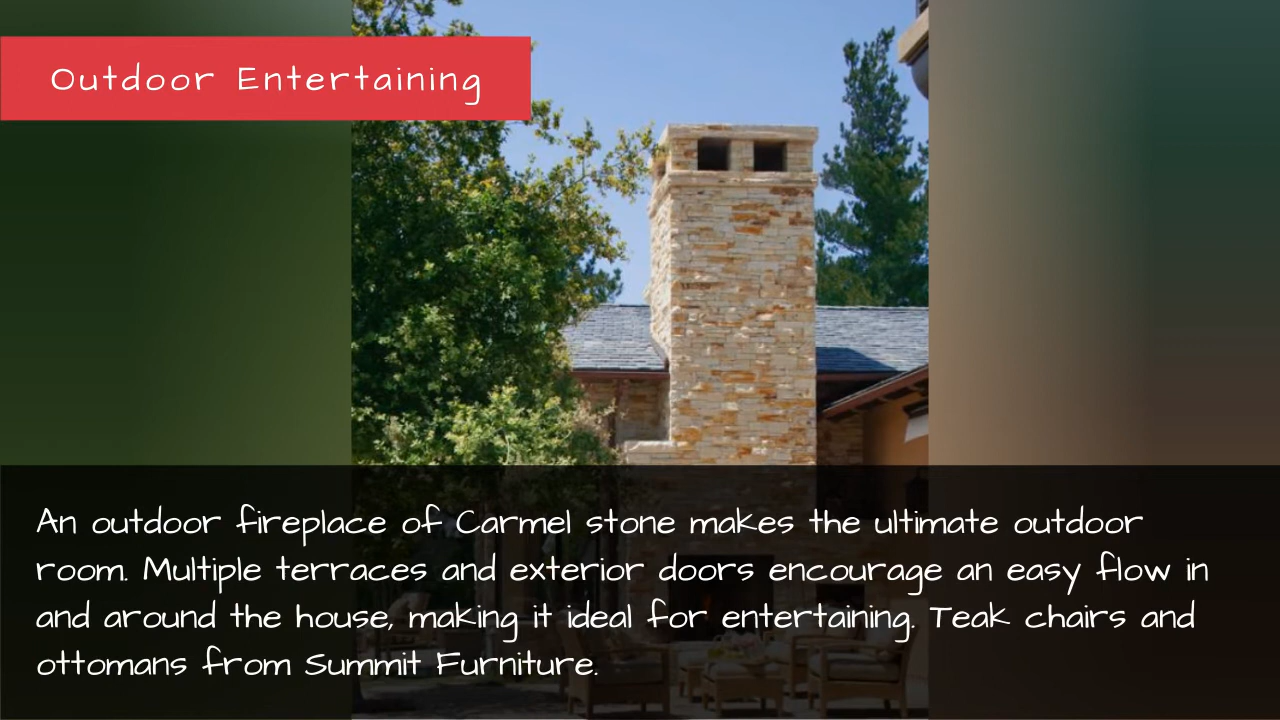 Outdoor Entertaining
An outdoor fireplace of Carmel stone makes the ultimate outdoor
room. Multiple terraces and exterior doors encourage an easy flow in
and around the house, making it ideal for entertaining. Teak chairs and
ottomans from Summit Furniture.